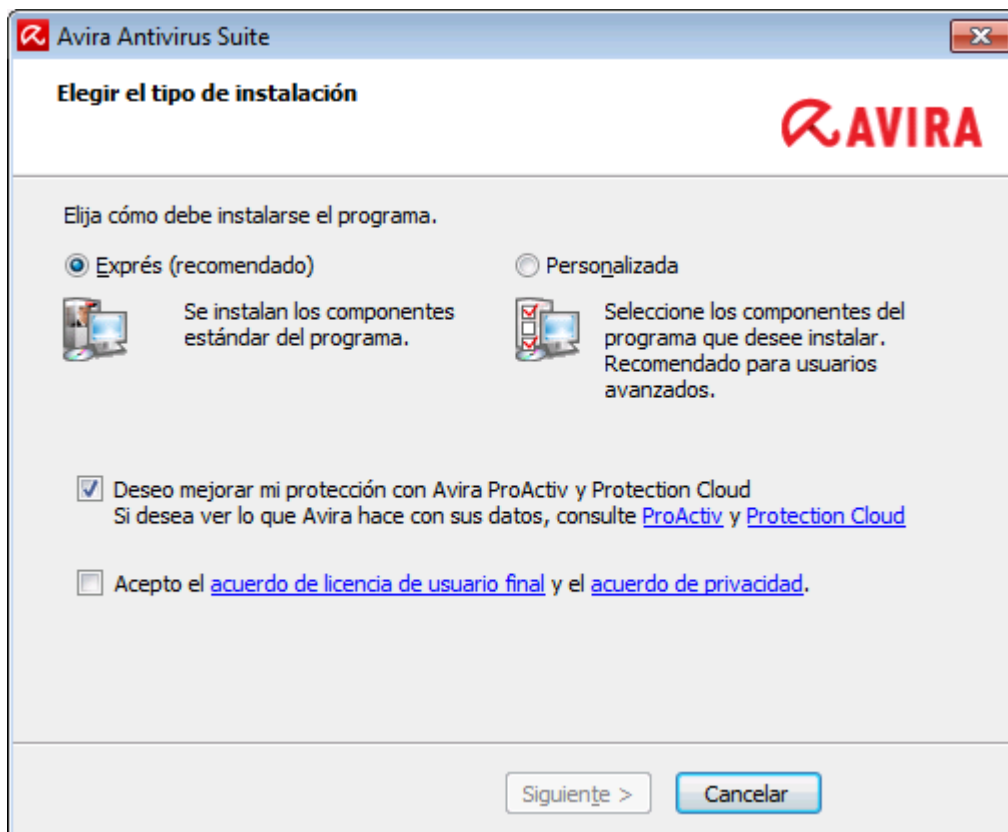 Avira Antivirus Suite
Elegir el tipo de instalación
AVIRA
Elija cómo debe instalarse el programa.
Exprés (recomendado)
Se instalan los componentes
estándar del programa.
Personalizada
Seleccione los componentes del
programa que desee instalar.
Recomendado para usuarios
avanzados.
Deseo mejorar mi protección con Avira ProActiv y Protection Cloud
Si desea ver lo que Avira hace con sus datos, consulte ProActiv y Protection Cloud
Acepto el acuerdo de licencia de usuario final y el acuerdo de privacidad.
Siguiente >
Cancelar